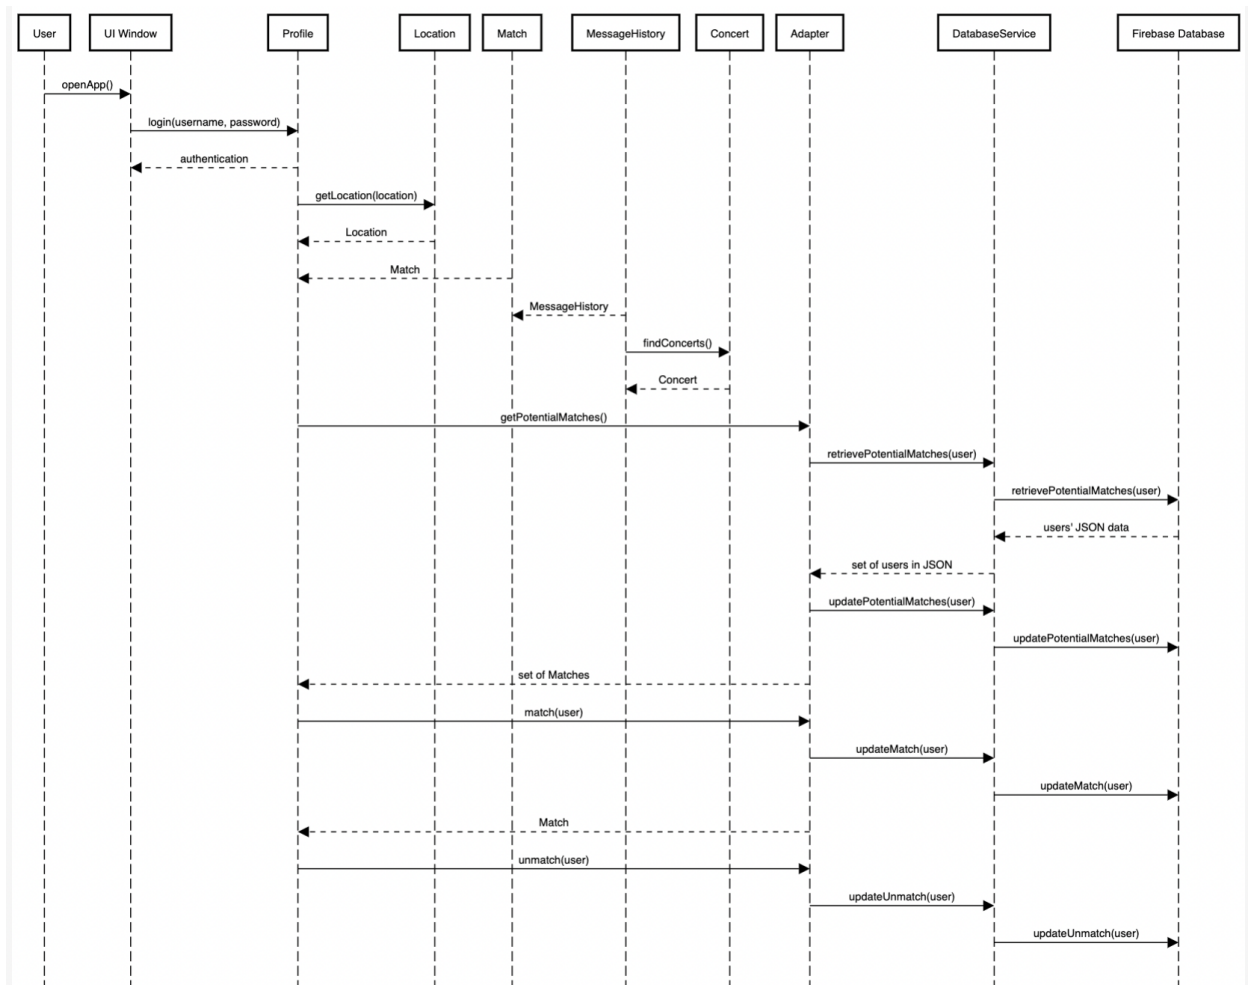 User
UI Window
Profile
Location
Match
MessageHistory
Concert
Adapter
DatabaseService
Firebase Database
openApp()
login(username, password)
authentication
getLocation(location)
Location
Match
MessageHistory
findConcerts()
Concert
getPotentialMatches()
retrievePotentialMatches(user)
retrievePotentialMatches(user)
users' JSON data
set of users in JSON
updatePotentialMatches(user)
updatePotentialMatches(user)
set of Matches
match(user)
updateMatch(user)
updateMatch(user)
Match
unmatch(user)
updateUnmatch(user)
updateUnmatch(user)